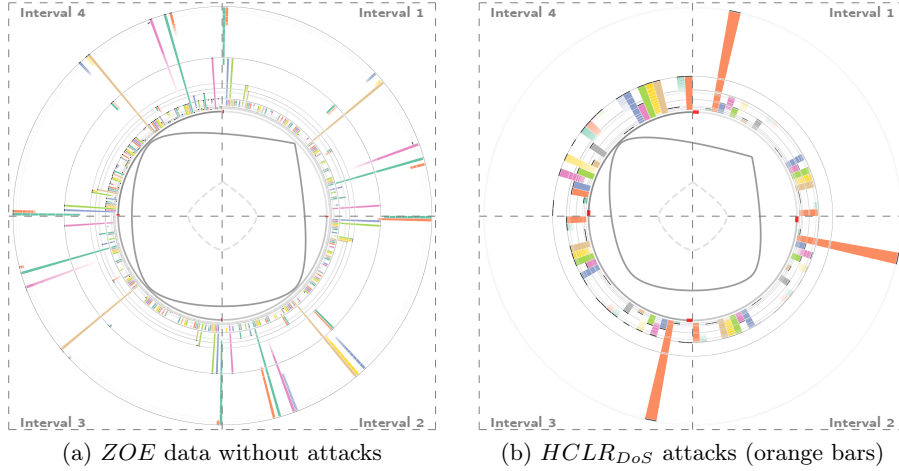 Interval 4
Interval 1
Interval 3
Interval 2
Interval 4
Interval 1
Interval 3
Interval 2
(a) ZOE data without attacks
(b) HCLR_DoS attacks (orange bars)